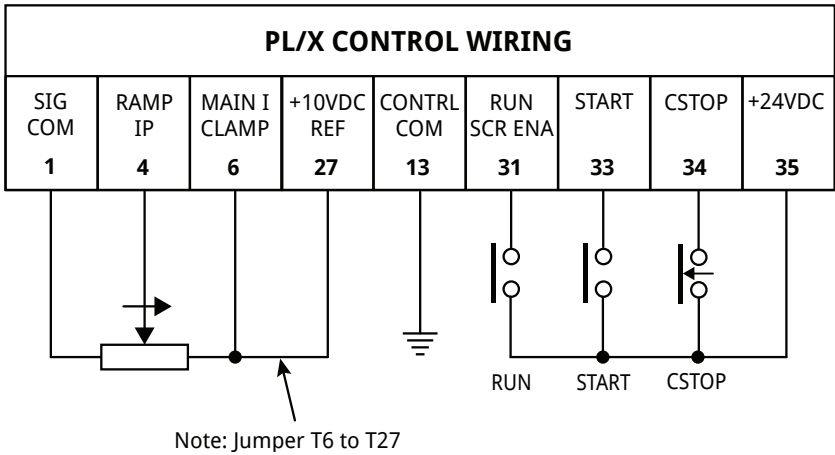 PL/X CONTROL WIRING
SIG
COM
1
RAMP
IP
4
MAIN I
CLAMP
6
+10VDC
REF
27
CONTRL
COM
13
RUN
SCR ENA
31
START
33
CSTOP
34
+24VDC
35
RUN
START
CSTOP
Note: Jumper T6 to T27